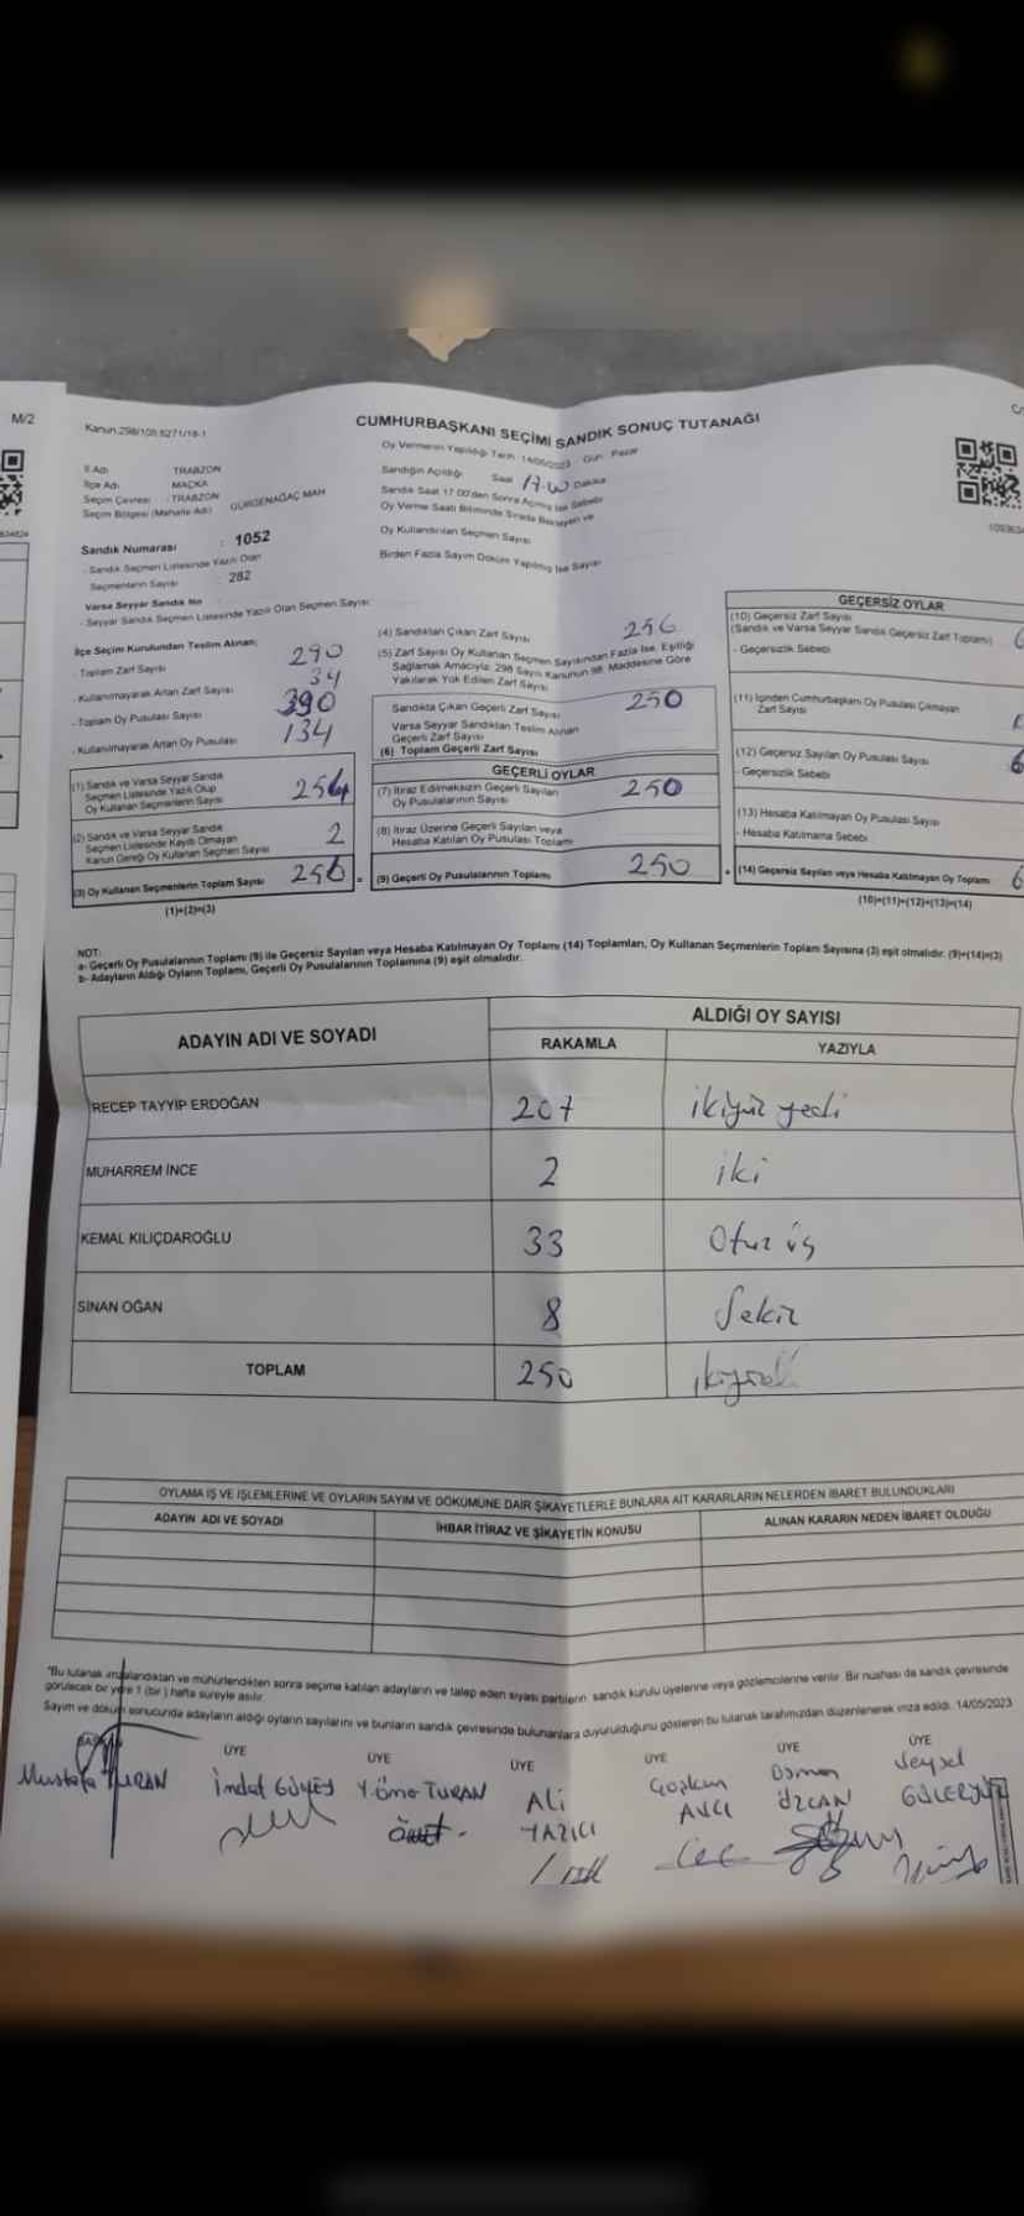 M/2
Kanun:298/105 6271/18-1
CUMHURBAŞKANI SEÇİMİ SANDIK SONUÇ TUTANAĞI
Oy Vermenin Yapıldığı Tarih: 14/05/2023 Gün: Pazar
İl Adı TRABZON
İlçe Adı MAÇKA
Seçim Çevresi : TRABZON
Seçim Bölgesi (Mahalle Adı) GÜRGENAĞAÇ MAH
Sandığın Açıldığı Saat 17.00 Dakika
Sandık Saat 17.00'den Sonra Açılmış İse Sebebi
Oy Verme Saati Bitiminde Sırada Bekleyen ve
Oy Kullandırılan Seçmen Sayısı
Birden Fazla Sayım Döküm Yapılmış İse Sayısı
Sandık Numarası : 1052
- Sandık Seçmen Listesinde Yazılı Olan
Seçmenlerin Sayısı 282
Varsa Seyyar Sandık No
- Seyyar Sandık Seçmen Listesinde Yazılı Olan Seçmen Sayısı:
İlçe Seçim Kurulundan Teslim Alınan;
- Toplam Zarf Sayısı 290
- Kullanılmayarak Artan Zarf Sayısı 34
- Toplam Oy Pusulası Sayısı 390
- Kullanılmayarak Artan Oy Pusulası 134
(1) Sandık ve Varsa Seyyar Sandık
Seçmen Listesinde Yazılı Olup
Oy Kullanan Seçmenlerin Sayısı 254
(2) Sandık ve Varsa Seyyar Sandık
Seçmen Listesinde Kayıtlı Olmayan
Kanun Gereği Oy Kullanan Seçmen Sayısı 2
(3) Oy Kullanan Seçmenlerin Toplam Sayısı 256
(1)+(2)=(3)
(4) Sandıktan Çıkan Zarf Sayısı 256
(5) Zarf Sayısı Oy Kullanan Seçmen Sayısından Fazla İse, Eşitliği
Sağlamak Amacıyla 298 Sayılı Kanunun 98. Maddesine Göre
Yakılarak Yok Edilen Zarf Sayısı
Sandıkta Çıkan Geçerli Zarf Sayısı 250
Varsa Seyyar Sandıktan Teslim Alınan
Geçerli Zarf Sayısı
(6) Toplam Geçerli Zarf Sayısı
GEÇERLİ OYLAR
(7) İtiraz Edilmeksizin Geçerli Sayılan
Oy Pusulalarının Sayısı 250
(8) İtiraz Üzerine Geçerli Sayılan veya
Hesaba Katılan Oy Pusulası Toplamı
(9) Geçerli Oy Pusulalarının Toplamı 250
GEÇERSİZ OYLAR
(10) Geçersiz Zarf Sayısı
(Sandık ve Varsa Seyyar Sandık Geçersiz Zarf Toplamı)
- Geçersizlik Sebebi
(11) İçinden Cumhurbaşkanı Oy Pusulası Çıkmayan
Zarf Sayısı
(12) Geçersiz Sayılan Oy Pusulası Sayısı 6
- Geçersizlik Sebebi
(13) Hesaba Katılmayan Oy Pusulası Sayısı
- Hesaba Katılmama Sebebi
(14) Geçersiz Sayılan veya Hesaba Katılmayan Oy Toplamı 6
(10)+(11)+(12)+(13)=(14)
NOT:
a- Geçerli Oy Pusulalarının Toplamı (9) ile Geçersiz Sayılan veya Hesaba Katılmayan Oy Toplamı (14) Toplamları, Oy Kullanan Seçmenlerin Toplam Sayısına (3) eşit olmalıdır. (9)+(14)=(3)
b- Adayların Aldığı Oyların Toplamı, Geçerli Oy Pusulalarının Toplamına (9) eşit olmalıdır.
ADAYIN ADI VE SOYADI
ALDIĞI OY SAYISI
RAKAMLA YAZIYLA
RECEP TAYYİP ERDOĞAN 207 ikiyüz yedi
MUHARREM İNCE 2 iki
KEMAL KILIÇDAROĞLU 33 Otuz üç
SİNAN OĞAN 8 Sekiz
TOPLAM 250
OYLAMA İŞ VE İŞLEMLERİNE VE OYLARIN SAYIM VE DÖKÜMÜNE DAİR ŞİKAYETLERLE BUNLARA AİT KARARLARIN NELERDEN İBARET BULUNDUKLARI
ADAYIN ADI VE SOYADI İHBAR İTİRAZ VE ŞİKAYETİN KONUSU ALINAN KARARIN NEDEN İBARET OLDUĞU
"Bu tutanak imzalandıktan ve mühürlendikten sonra seçime katılan adayların ve talep eden siyasi partilerin sandık kurulu üyelerine veya gözlemcilerine verilir. Bir nüshası da sandık çevresinde
görülecek bir yere 1 (bir) hafta süreyle asılır.
Sayım ve döküm sonucunda adayların aldığı oyların sayılarını ve bunların sandık çevresinde bulunanlara duyurulduğunu gösteren bu tutanak tarafımızdan düzenlenerek imza edildi. 14/05/2023
ÜYE ÜYE ÜYE ÜYE ÜYE ÜYE
Mustafa TURAN
İmdat GÜNEŞ
TURAN
Ali YAZICI
Goşkun AVCI
Osman ÖZCAN
Veysel